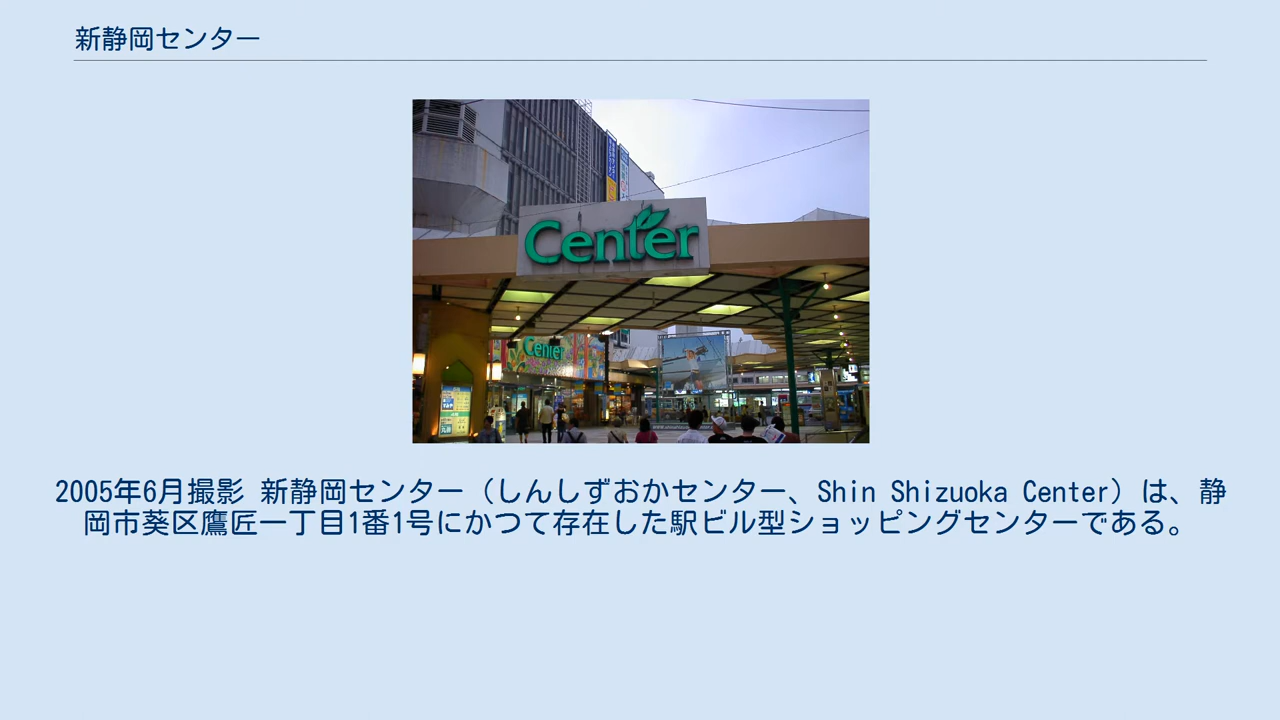 新静岡センター
Center
Center
2005年6月撮影 新静岡センター（しんしずおかセンター、Shin Shizuoka Center）は、静
岡市葵区鷹匠一丁目1番1号にかつて存在した駅ビル型ショッピングセンターである。